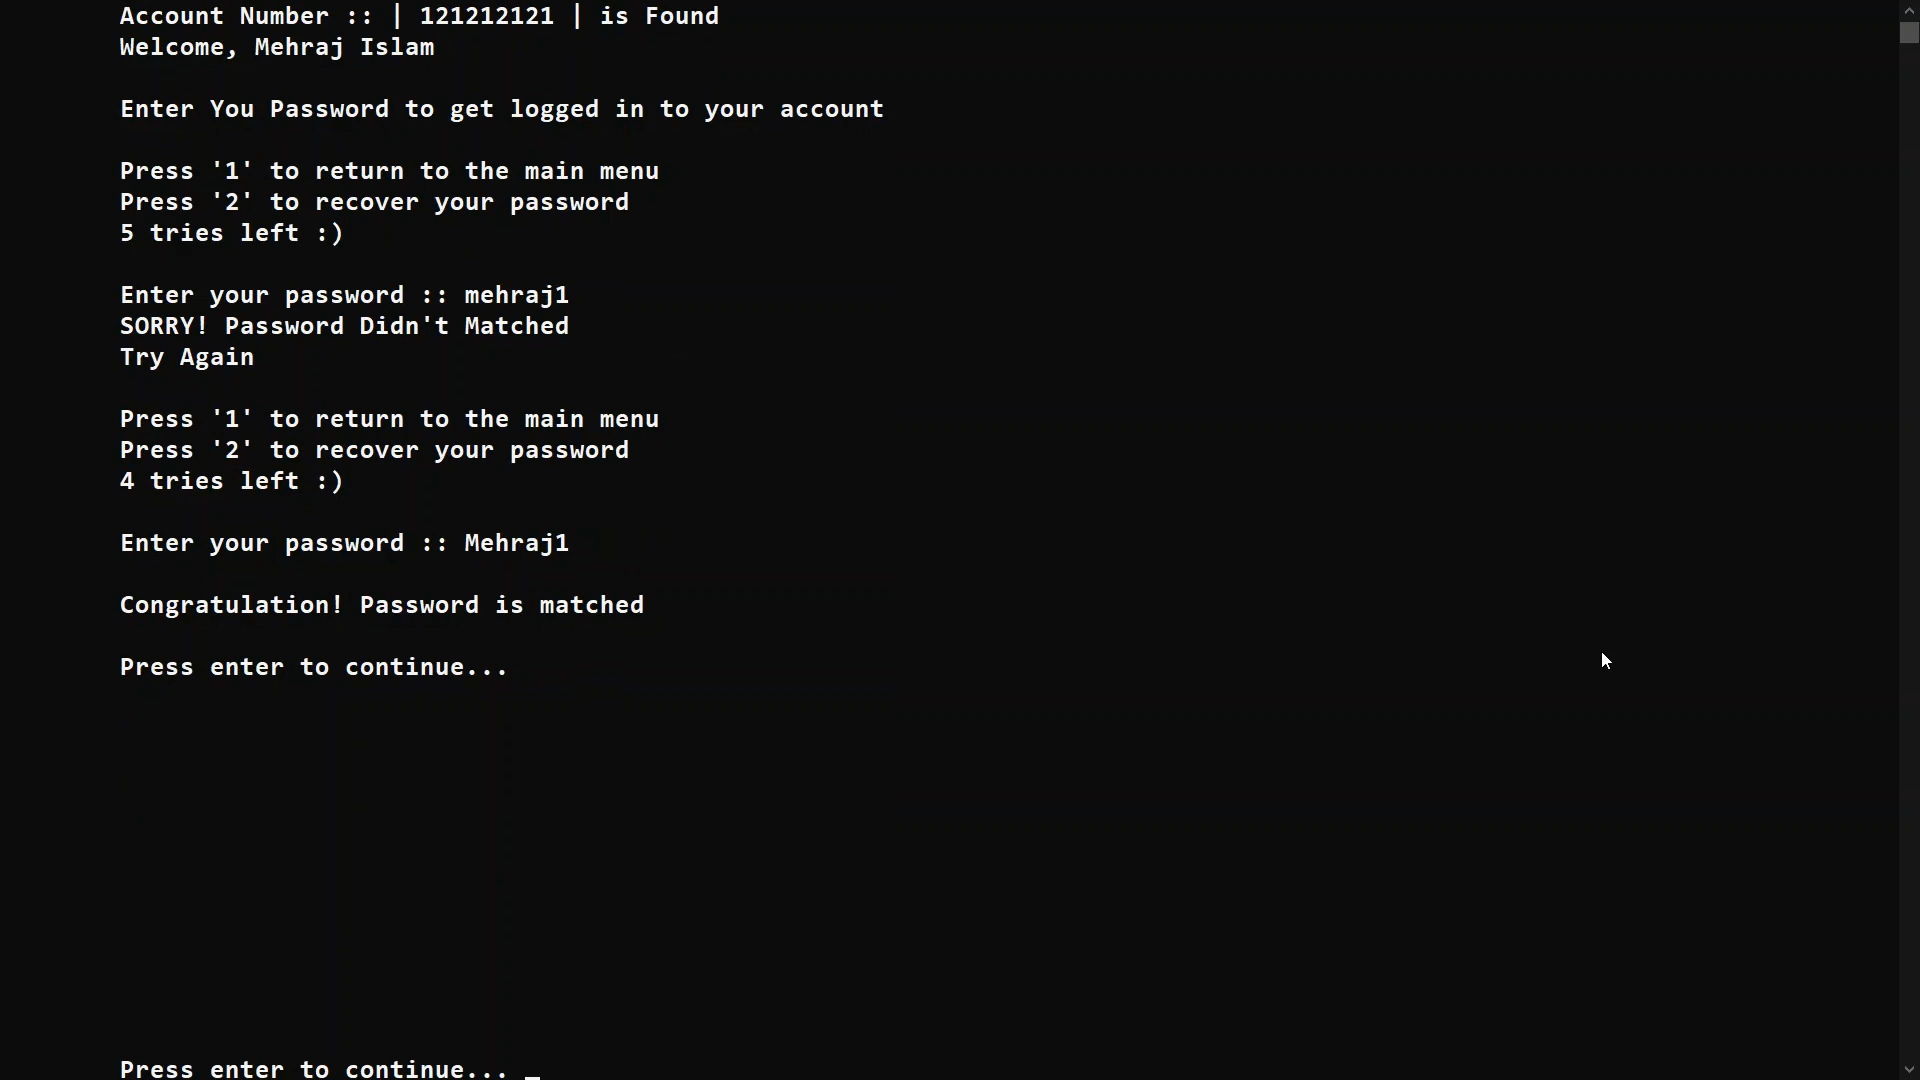 Account Number :: | 121212121 | is Found
Welcome, Mehraj Islam
Enter You Password to get logged in to your account
Press '1' to return to the main menu
Press '2' to recover your password
5 tries left :)
Enter your password :: mehraj1
SORRY! Password Didn't Matched
Try Again
Press '1' to return to the main menu
Press '2' to recover your password
4 tries left :)
Enter your password :: Mehraj1
Congratulation! Password is matched
Press enter to continue...
Press enter to continue... _